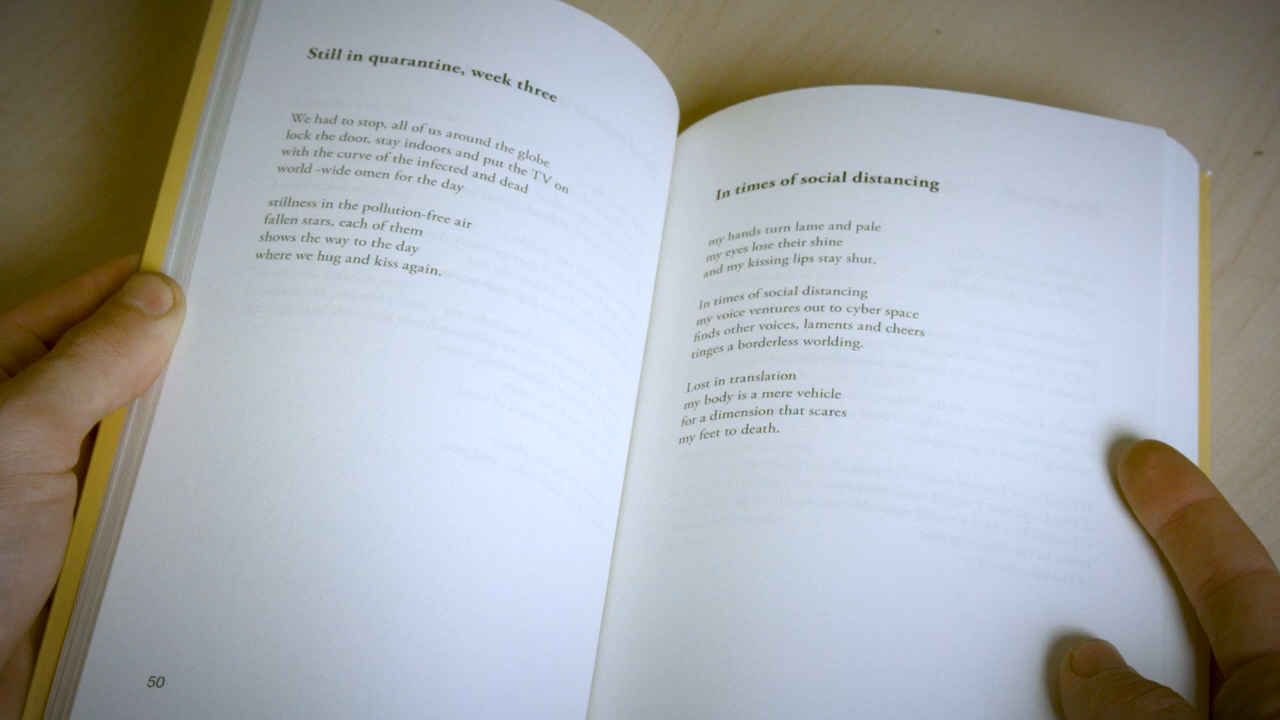 Still in quarantine, week three
We had to stop, all of us around the globe
lock the door, stay indoors and put the TV on
with the curve of the infected and dead
world -wide omen for the day
stillness in the pollution-free air
fallen stars, each of them
shows the way to the day
where we hug and kiss again.
50
In times of social distancing
my hands turn lame and pale
my eyes lose their shine
and my kissing lips stay shut.
In times of social distancing
my voice ventures out to cyber space
finds other voices, laments and cheers
tinges a borderless worlding.
Lost in translation
my body is a mere vehicle
for a dimension that scares
my feet to death.